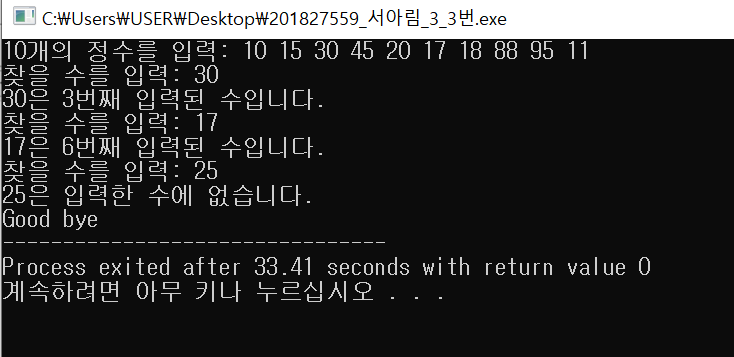 C:₩Users₩USER₩Desktop₩201827559_서아림_3_3번.exe
10개의 정수를 입력: 10 15 30 45 20 17 18 88 95 11
찾을 수를 입력: 30
30은 3번째 입력된 수입니다.
찾을 수를 입력: 17
17은 6번째 입력된 수입니다.
찾을 수를 입력: 25
25은 입력한 수에 없습니다.
Good bye
--------------------------------
Process exited after 33.41 seconds with return value 0
계속하려면 아무 키나 누르십시오 . . .